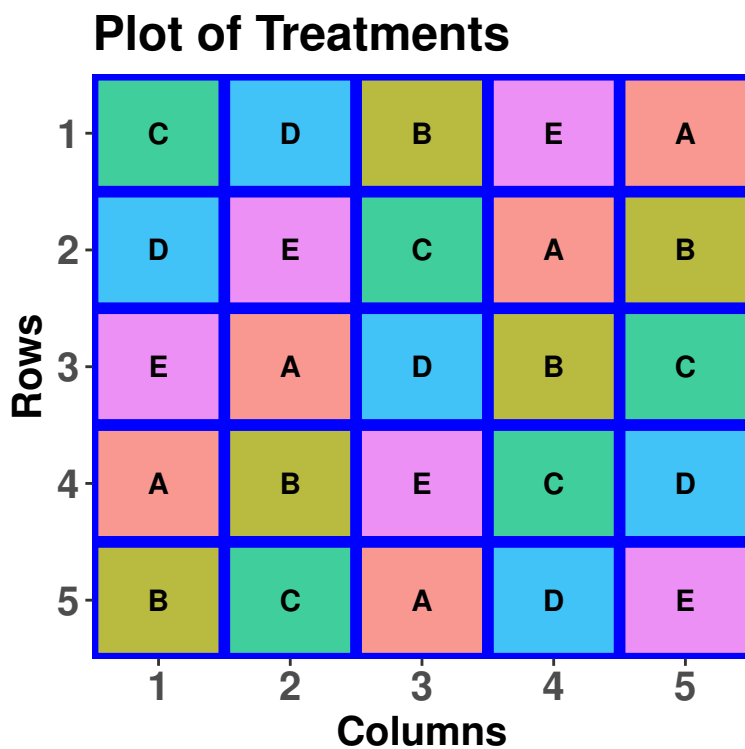 Plot of Treatments
Rows
1 C D B E A
2 D E C A B
3 E A D B C
4 A B E C D
5 B C A D E
1 2 3 4 5
Columns